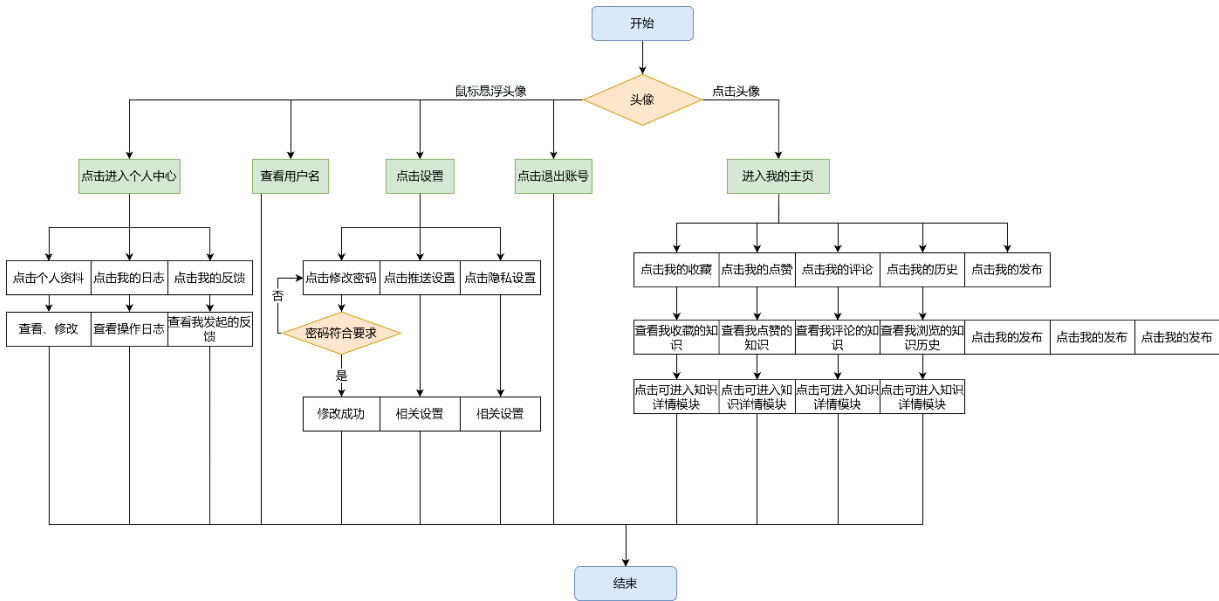 开始
头像
鼠标悬浮头像
点击头像
点击进入个人中心
查看用户名
点击设置
点击退出账号
进入我的主页
点击个人资料
点击我的日志
点击我的反馈
点击修改密码
点击推送设置
点击隐私设置
点击我的收藏
点击我的点赞
点击我的评论
点击我的历史
点击我的发布
否
查看、修改
查看操作日志
查看我发起的反
馈
密码符合要求
查看我收藏的知
识
查看我点赞的
知识
查看我评论的知
识
查看我浏览的知
识历史
点击我的发布
点击我的发布
点击我的发布
是
修改成功
相关设置
相关设置
点击可进入知识
详情模块
点击可进入知
识详情模块
点击可进入知识
详情模块
点击可进入知识
详情模块
结束